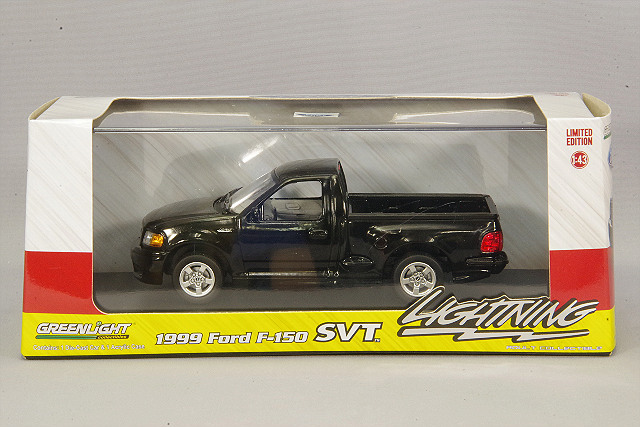 LIMITED
EDITION
1:43
GREENLIGHT
1999 Ford F-150 SVT
LIGHTNING